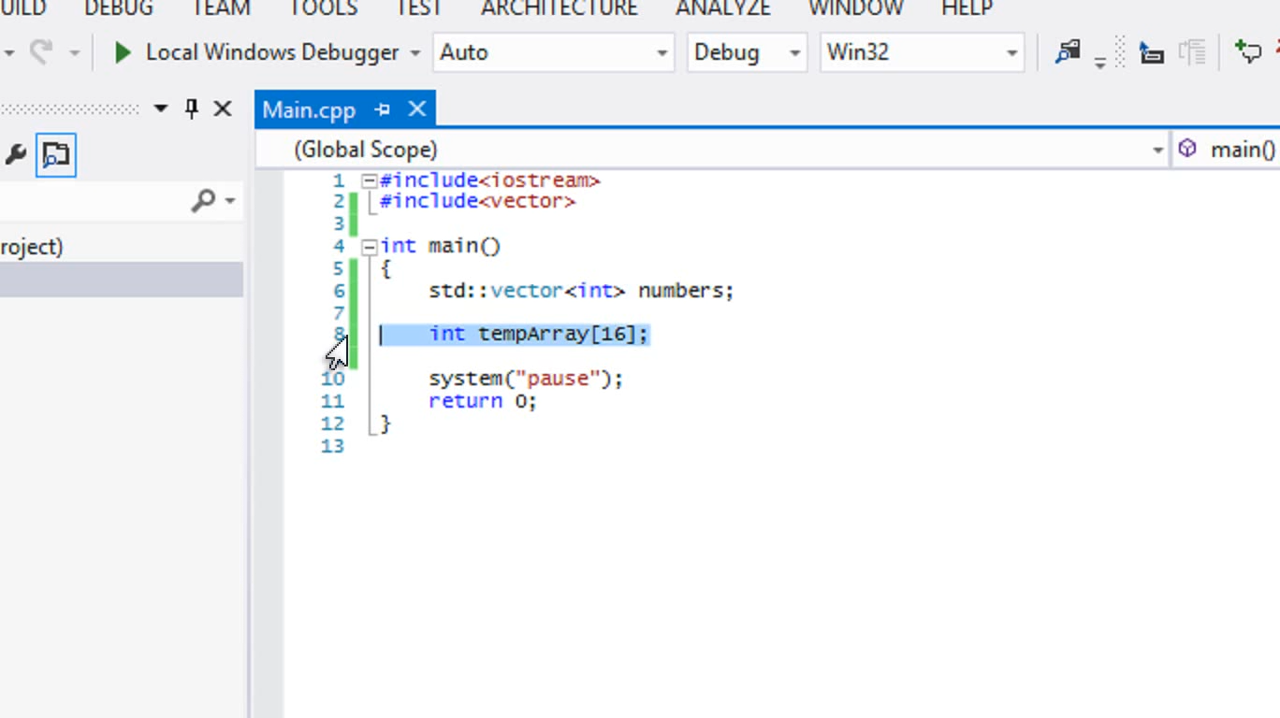 UILD DEBUG TEAM TOOLS TEST ARCHITECTURE ANALYZE WINDOW HELP
Local Windows Debugger Auto Debug Win32
Main.cpp
(Global Scope) main()
roject)
1 #include<iostream>
2 #include<vector>
3
4 int main()
5 {
6 std::vector<int> numbers;
7
8 int tempArray[16];
10 system("pause");
11 return 0;
12 }
13